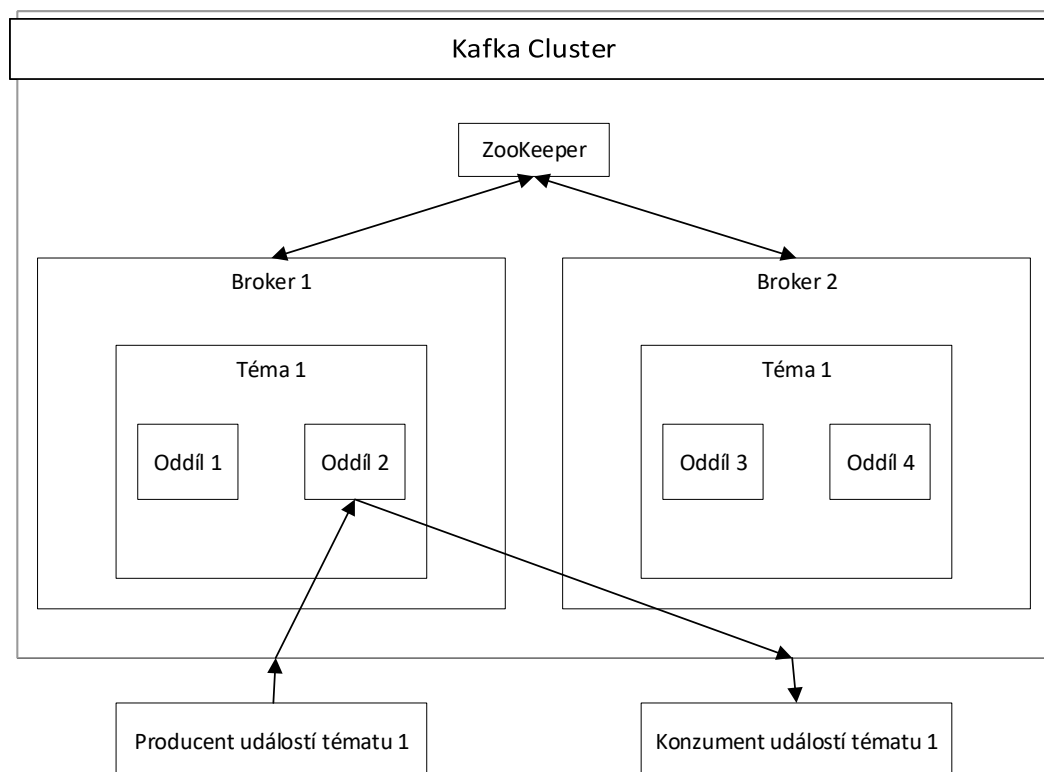 Kafka Cluster
ZooKeeper
Broker 1
Broker 2
Téma 1
Téma 1
Oddíl 1
Oddíl 2
Oddíl 3
Oddíl 4
Producent událostí tématu 1
Konzument událostí tématu 1